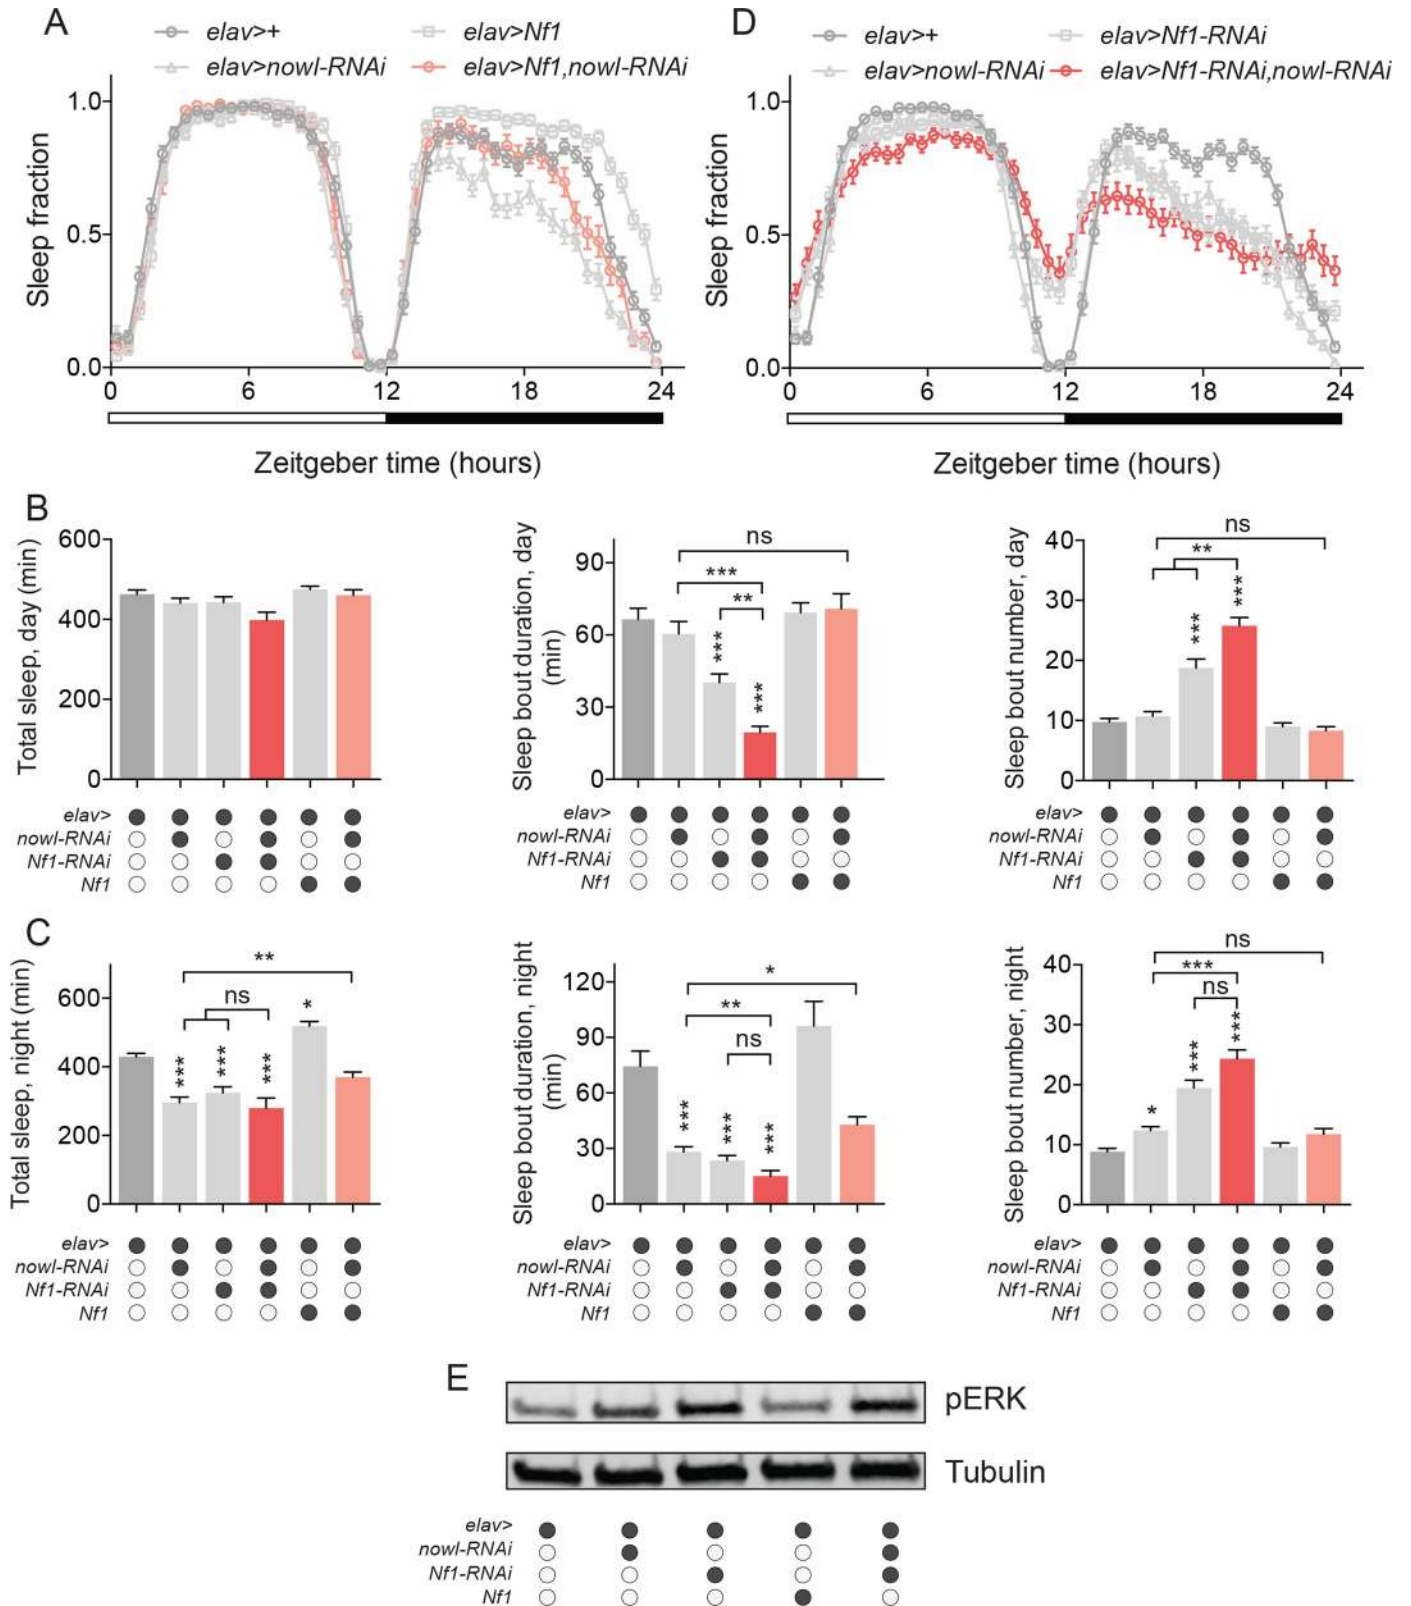 A
elav>+
elav>Nf1
elav>nowl-RNAi
elav>Nf1,nowl-RNAi
Sleep fraction
1.0
0.5
0.0
0 6 12 18 24
Zeitgeber time (hours)
D
elav>+
elav>Nf1-RNAi
elav>nowl-RNAi
elav>Nf1-RNAi,nowl-RNAi
Sleep fraction
1.0
0.5
0.0
0 6 12 18 24
Zeitgeber time (hours)
B
Total sleep, day (min)
600
400
200
0
elav>
nowl-RNAi
Nf1-RNAi
Nf1
Sleep bout duration, day
(min)
90
60
30
0
ns
***
**
***
***
elav>
nowl-RNAi
Nf1-RNAi
Nf1
Sleep bout number, day
40
30
20
10
0
ns
**
***
***
elav>
nowl-RNAi
Nf1-RNAi
Nf1
C
Total sleep, night (min)
600
400
200
0
**
ns
*
***
***
***
elav>
nowl-RNAi
Nf1-RNAi
Nf1
Sleep bout duration, night
(min)
120
90
60
30
0
*
**
ns
***
***
***
elav>
nowl-RNAi
Nf1-RNAi
Nf1
Sleep bout number, night
40
30
20
10
0
ns
***
ns
*
***
***
elav>
nowl-RNAi
Nf1-RNAi
Nf1
E
pERK
Tubulin
elav>
nowl-RNAi
Nf1-RNAi
Nf1